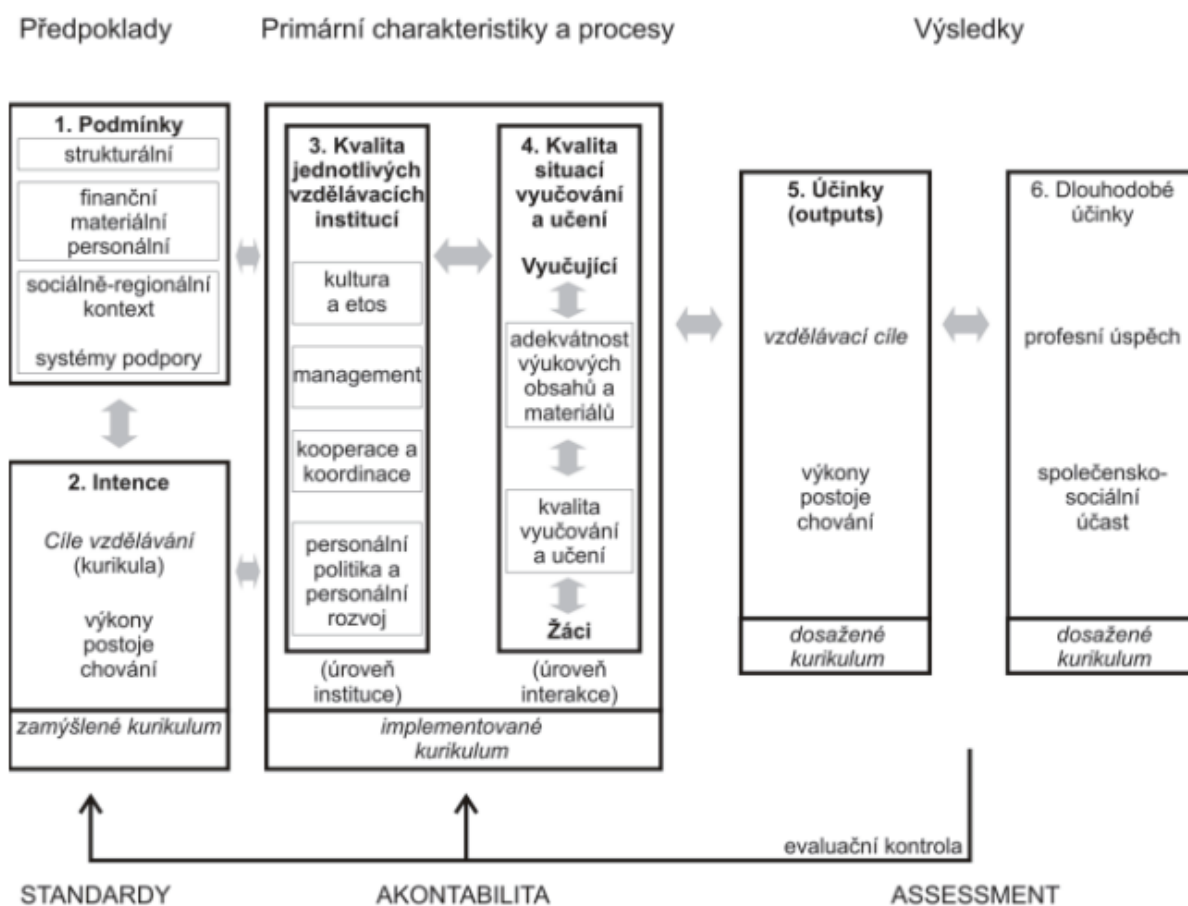 Předpoklady
Primární charakteristiky a procesy
Výsledky
1. Podmínky
strukturální
finanční
materiální
personální
sociálně-regionální
kontext
systémy podpory
2. Intence
Cíle vzdělávání
(kurikula)
výkony
postoje
chování
zamýšlené kurikulum
3. Kvalita
jednotlivých
vzdělávacích
institucí
kultura
a etos
management
kooperace a
koordinace
personální
politika a
personální
rozvoj
(úroveň
instituce)
4. Kvalita
situací
vyučování
a učení
Vyučující
adekvátnost
výukových
obsahů a
materiálů
kvalita
vyučování
a učení
Žáci
(úroveň
interakce)
implementované
kurikulum
5. Účinky
(outputs)
vzdělávací cíle
výkony
postoje
chování
dosažené
kurikulum
6. Dlouhodobé
účinky
profesní úspěch
společensko-
sociální
účast
dosažené
kurikulum
evaluační kontrola
STANDARDY
AKONTABILITA
ASSESSMENT